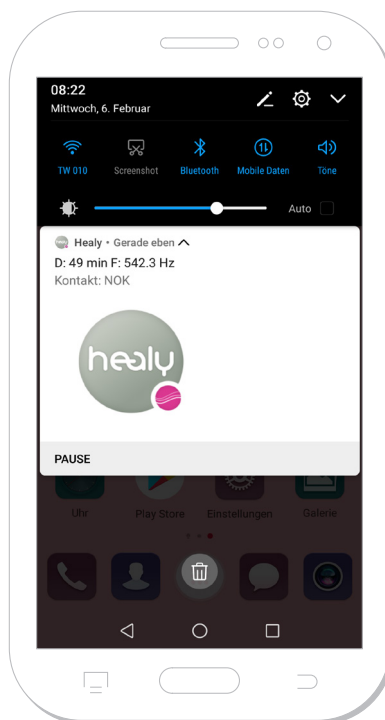 08:22
Mittwoch, 6. Februar
TW 010 Screenshot Bluetooth Mobile Daten Töne
Auto
Healy • Gerade eben
D: 49 min F: 542.3 Hz
Kontakt: NOK
healy
PAUSE
Uhr Play Store Einstellungen Galerie